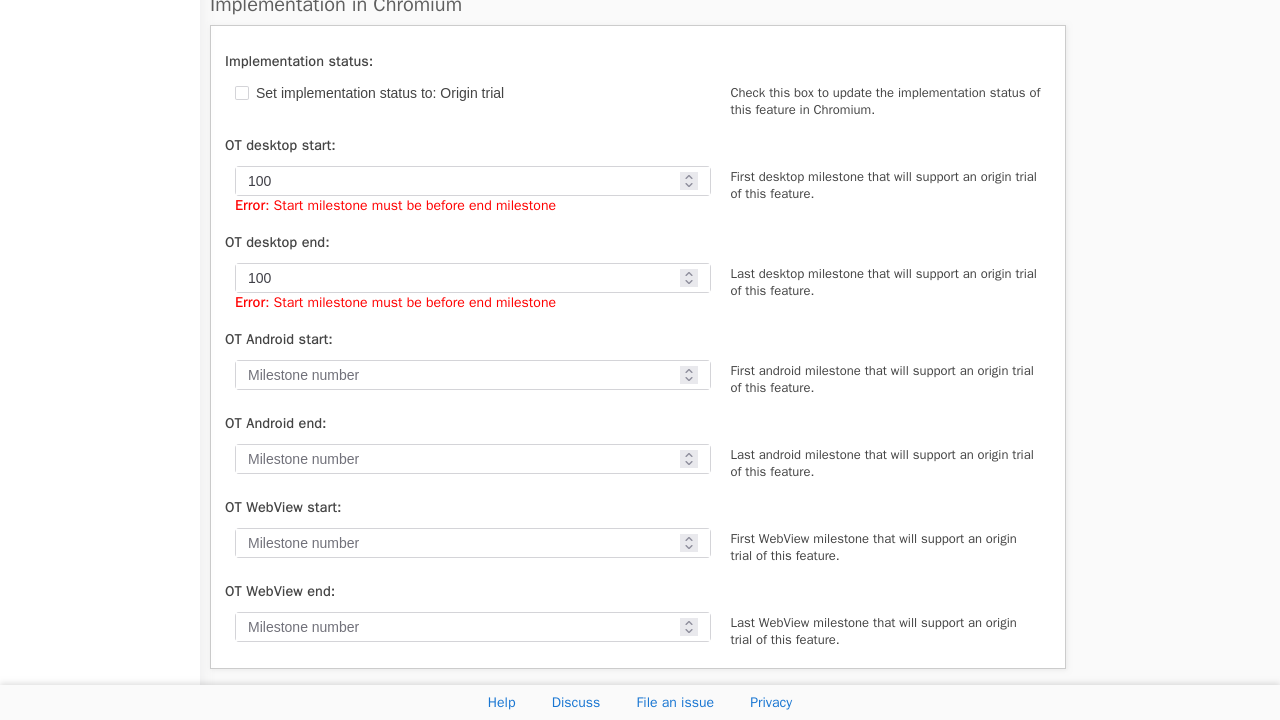 Implementation in Chromium
Implementation status:
Set implementation status to: Origin trial
Check this box to update the implementation status of
this feature in Chromium.
OT desktop start:
100
First desktop milestone that will support an origin trial
of this feature.
Error: Start milestone must be before end milestone
OT desktop end:
100
Last desktop milestone that will support an origin trial
of this feature.
Error: Start milestone must be before end milestone
OT Android start:
Milestone number
First android milestone that will support an origin trial
of this feature.
OT Android end:
Milestone number
Last android milestone that will support an origin trial
of this feature.
OT WebView start:
Milestone number
First WebView milestone that will support an origin
trial of this feature.
OT WebView end:
Milestone number
Last WebView milestone that will support an origin
trial of this feature.
Help Discuss File an issue Privacy